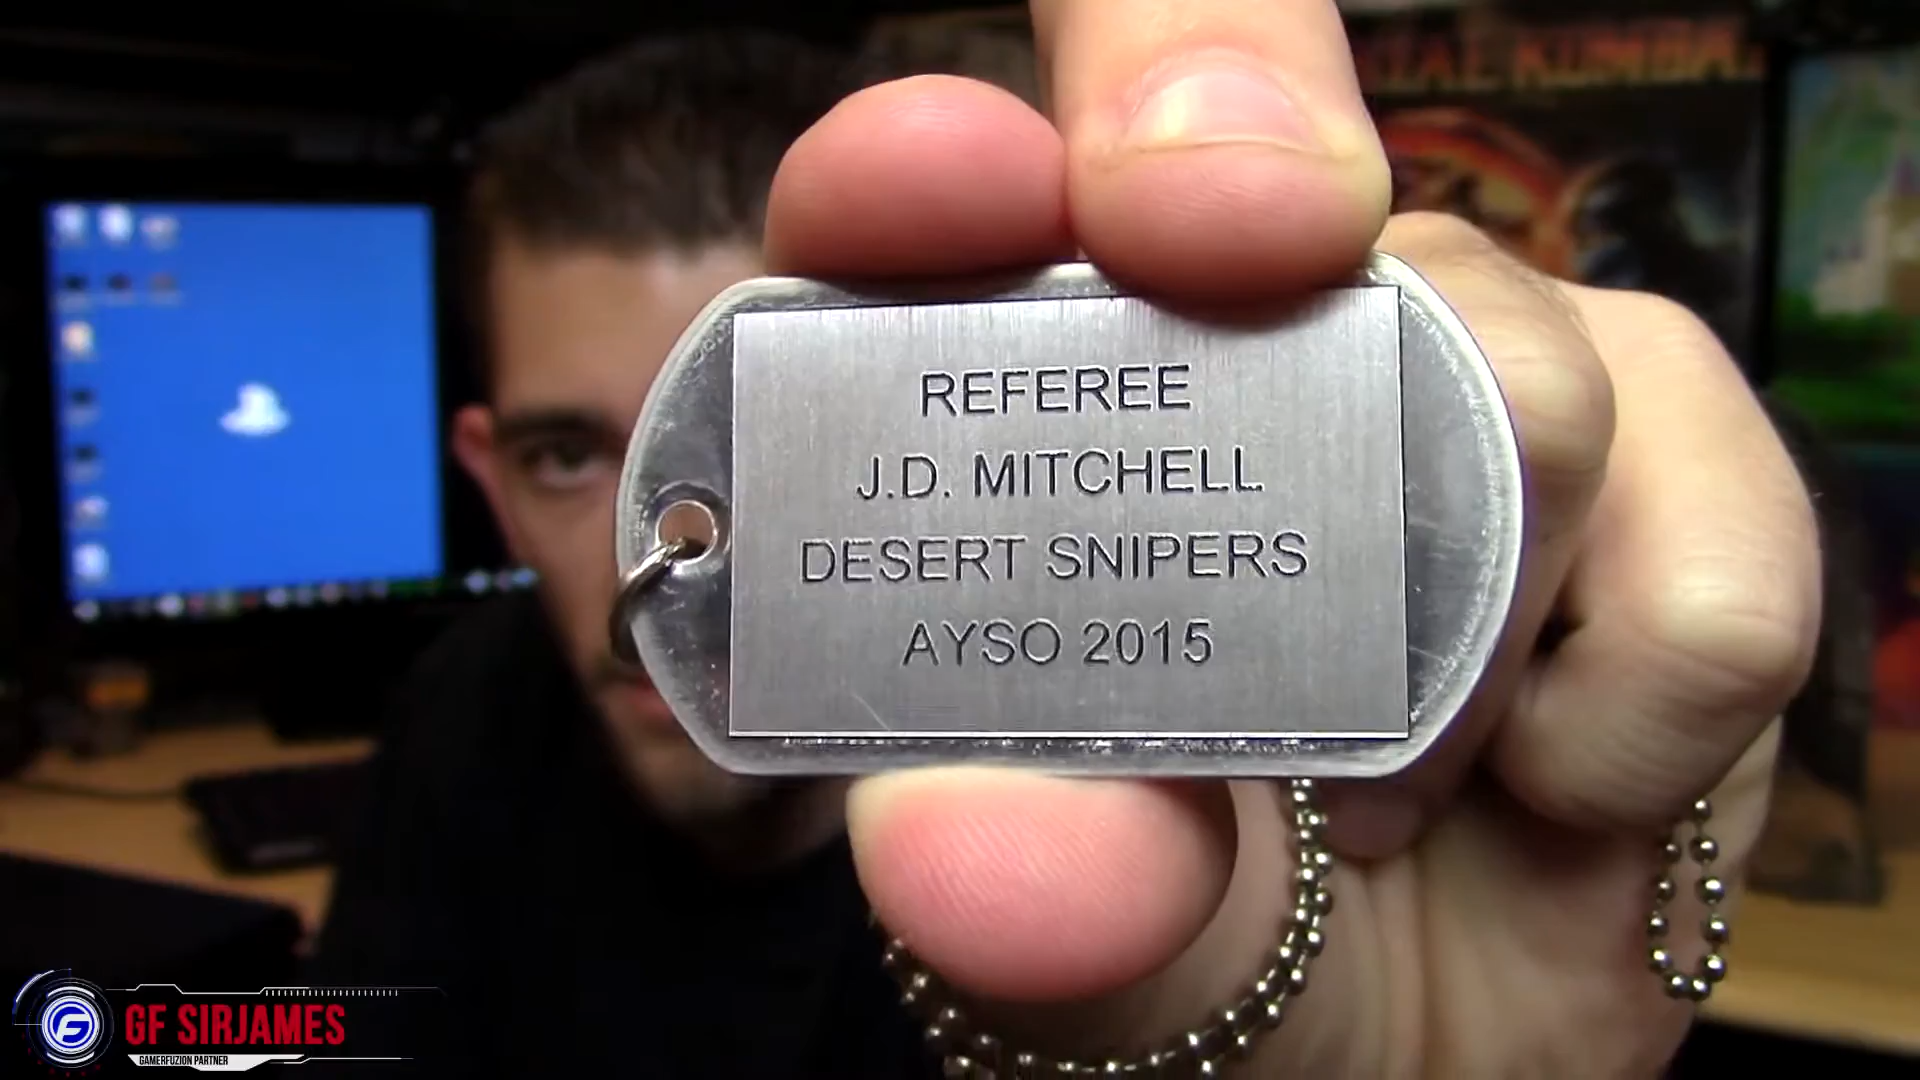 REFEREE
J.D. MITCHELL
DESERT SNIPERS
AYSO 2015
GF SIRJAMES
GAMERFUZION PARTNER